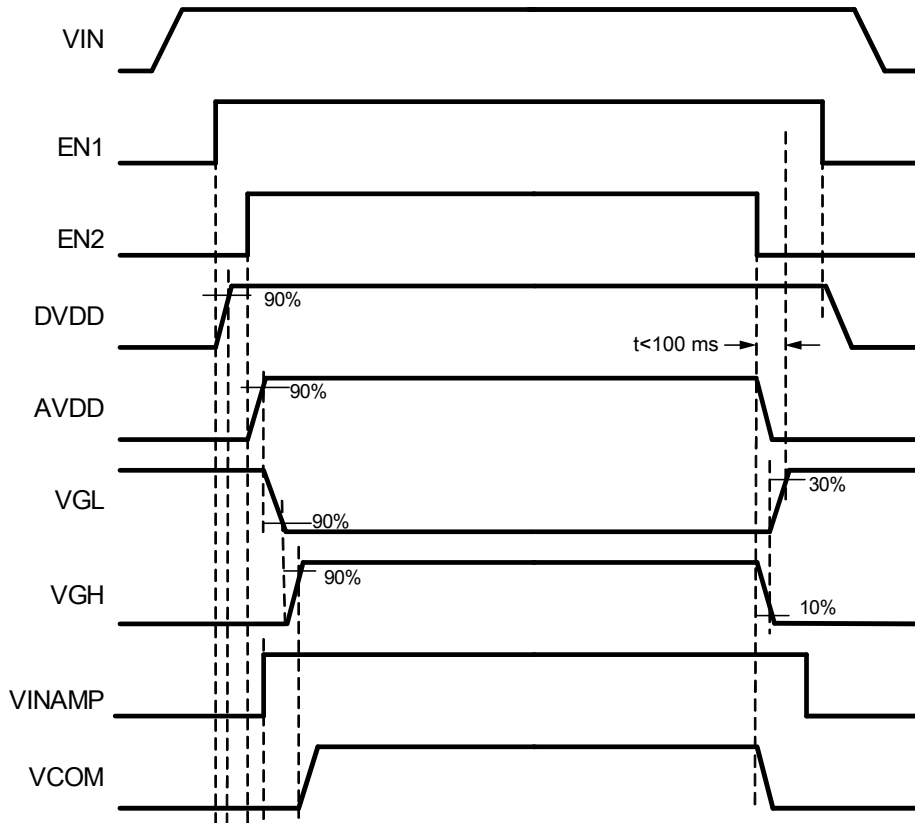 VIN
EN1
EN2
DVDD
90%
t<100 ms
AVDD
90%
VGL
30%
90%
VGH
90%
10%
VINAMP
VCOM